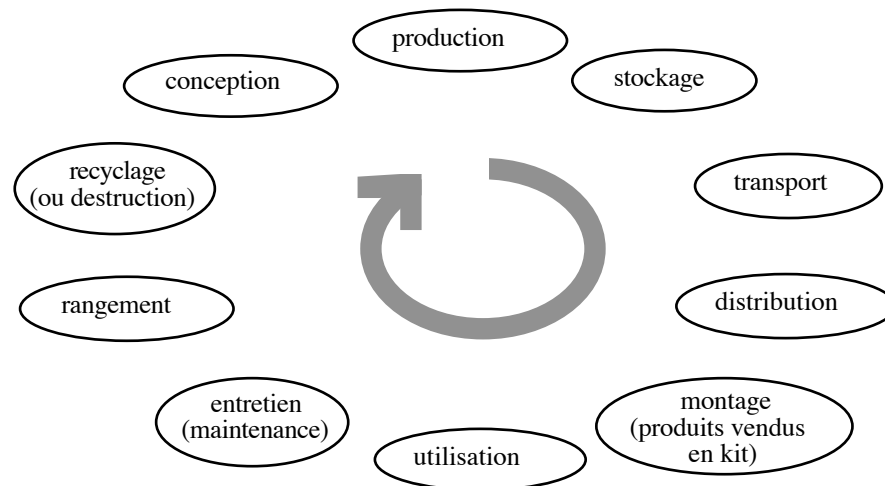 production
conception
stockage
recyclage
(ou destruction)
transport
rangement
distribution
entretien
(maintenance)
montage
(produits vendus
en kit)
utilisation